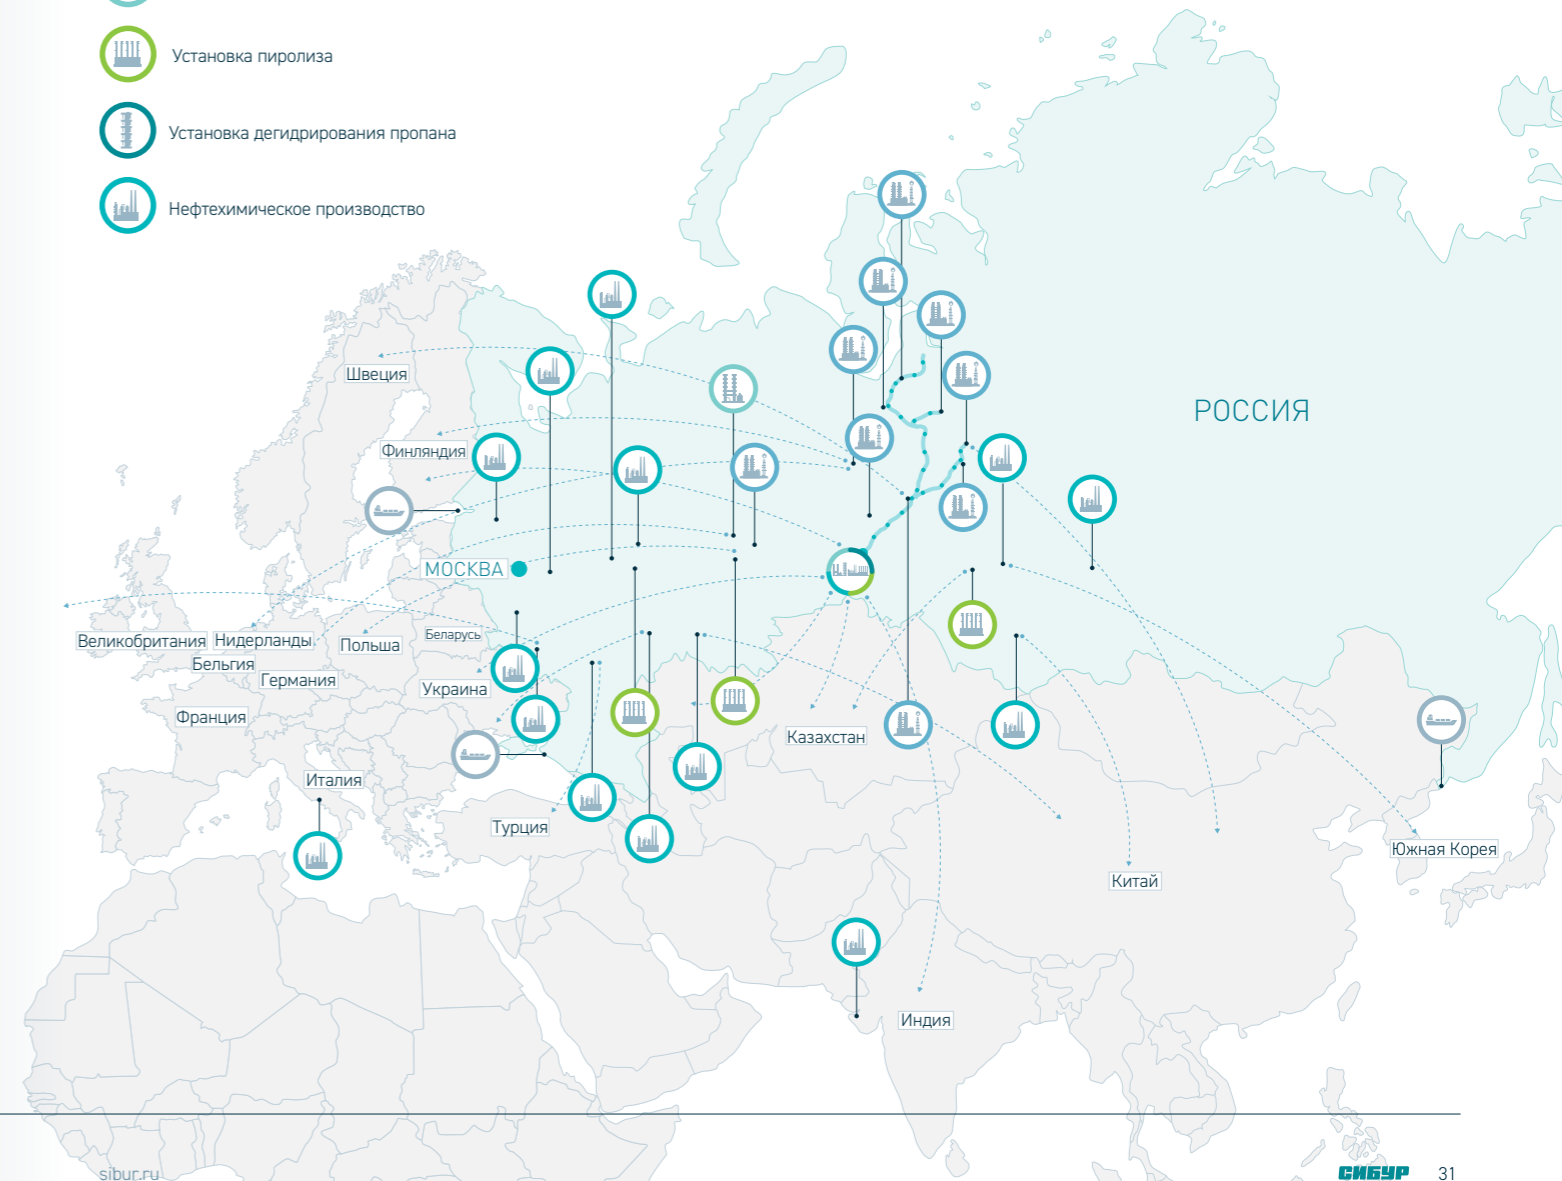 Установка пиролиза
Установка дегидрирования пропана
Нефтехимическое производство
Швеция
РОССИЯ
Финляндия
МОСКВА
Великобритания
Нидерланды
Польша
Беларусь
Бельгия
Германия
Украина
Франция
Казахстан
Италия
Турция
Южная Корея
Китай
Индия
sibur.ru
СИБУР
31